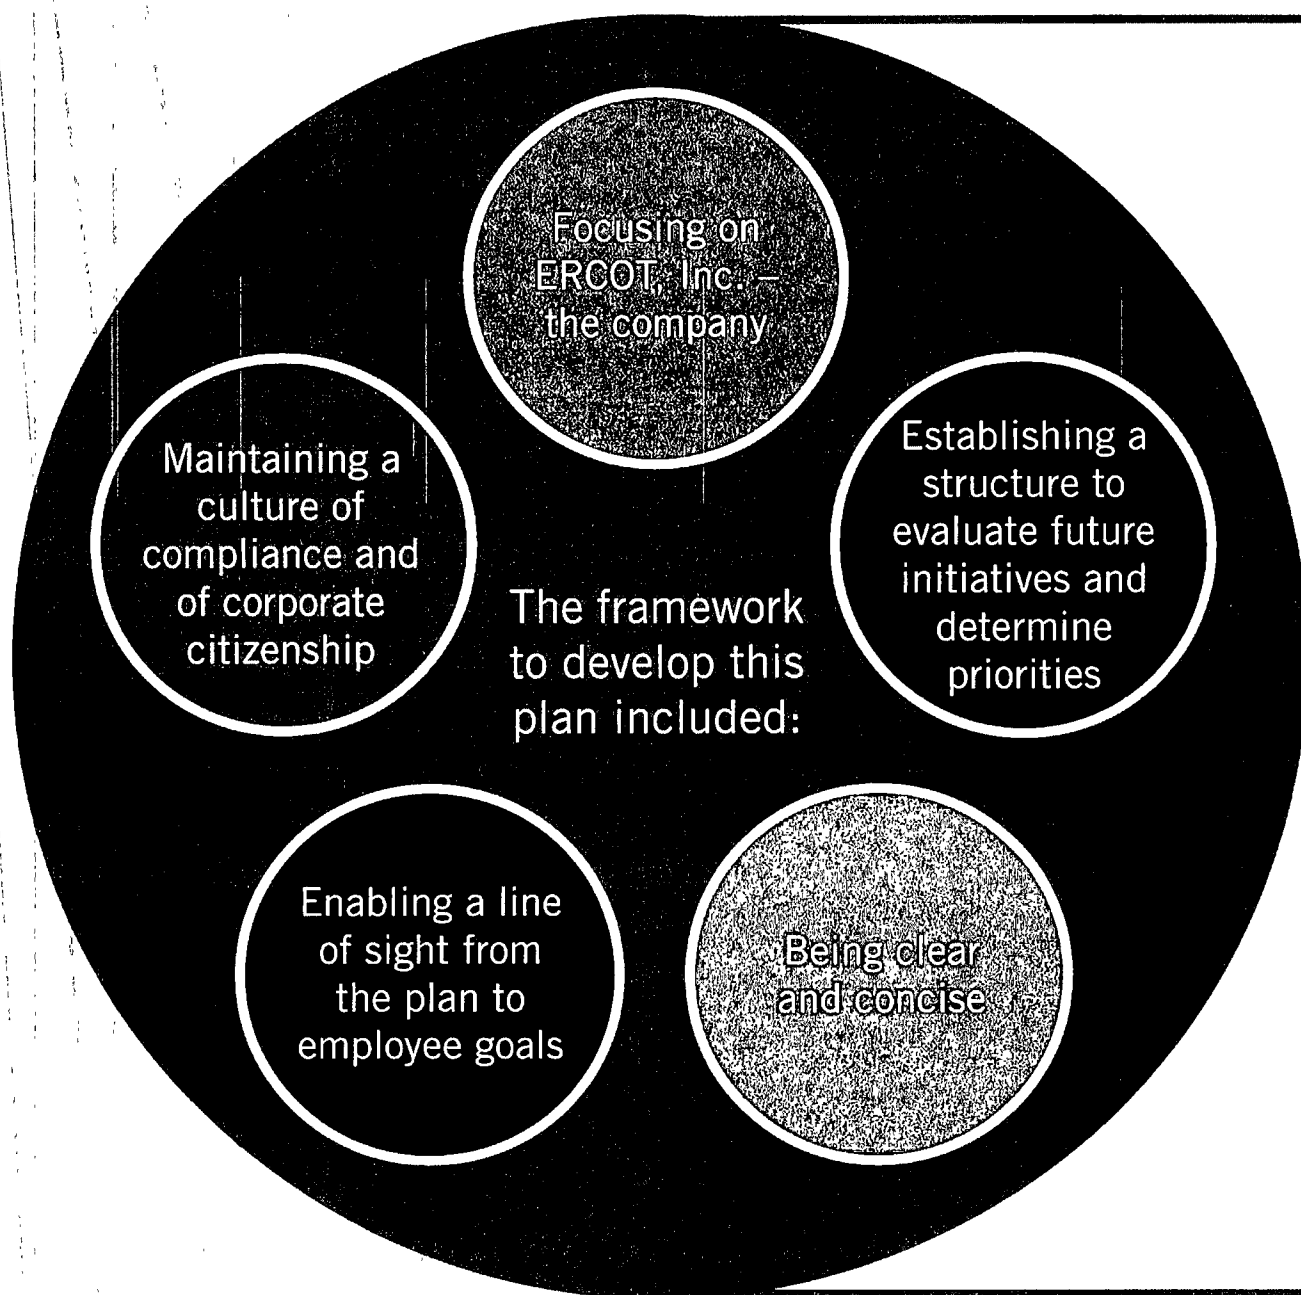 The framework
to develop this
plan included:
Focusing on
ERCOT, Inc. –
the company
Establishing a
structure to
evaluate future
initiatives and
determine
priorities
Being clear
and concise
Enabling a line
of sight from
the plan to
employee goals
Maintaining a
culture of
compliance and
of corporate
citizenship